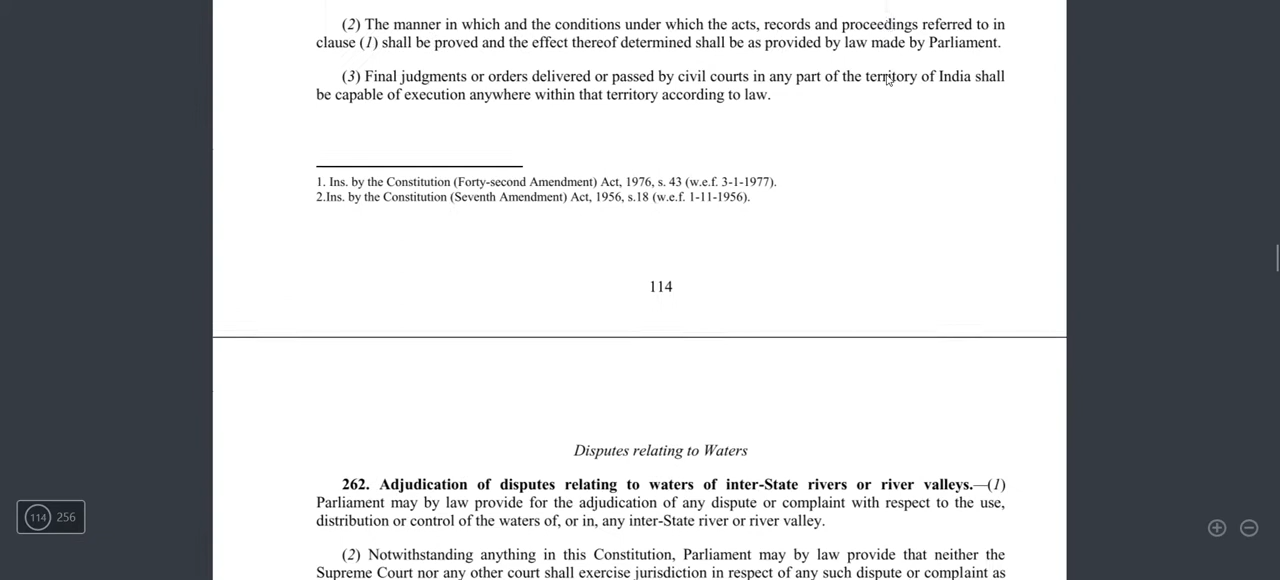 (2) The manner in which and the conditions under which the acts, records and proceedings referred to in
clause (1) shall be proved and the effect thereof determined shall be as provided by law made by Parliament.
(3) Final judgments or orders delivered or passed by civil courts in any part of the territory of India shall
be capable of execution anywhere within that territory according to law.
1. Ins. by the Constitution (Forty-second Amendment) Act, 1976, s. 43 (w.e.f. 3-1-1977).
2.Ins. by the Constitution (Seventh Amendment) Act, 1956, s.18 (w.e.f. 1-11-1956).
114
Disputes relating to Waters
262. Adjudication of disputes relating to waters of inter-State rivers or river valleys.—(1)
Parliament may by law provide for the adjudication of any dispute or complaint with respect to the use,
distribution or control of the waters of, or in, any inter-State river or river valley.
(2) Notwithstanding anything in this Constitution, Parliament may by law provide that neither the
Supreme Court nor any other court shall exercise jurisdiction in respect of any such dispute or complaint as
114 256